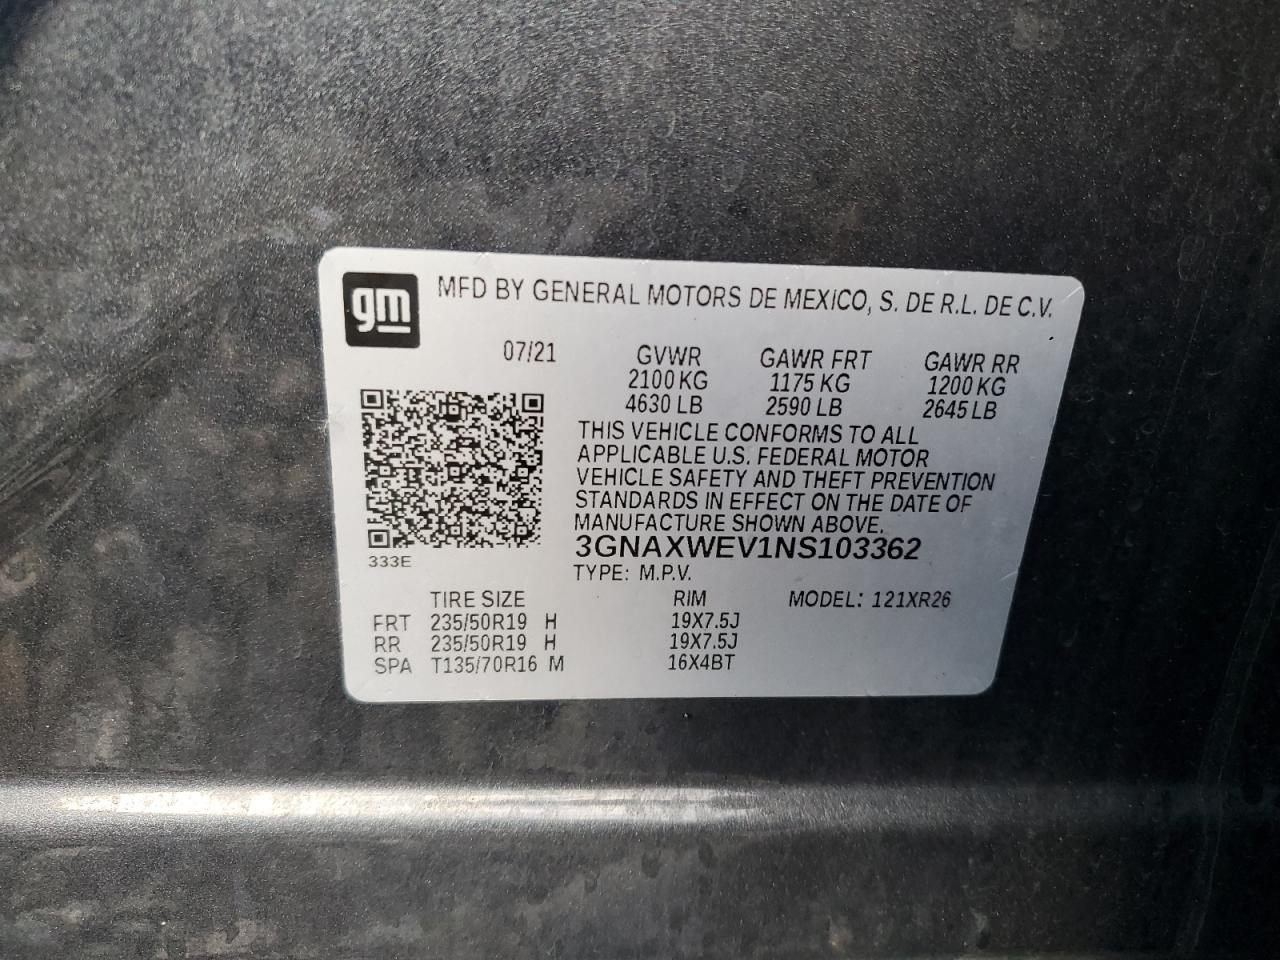 gm
MFD BY GENERAL MOTORS DE MEXICO, S. DE R.L. DE C.V.
07/21 GVWR GAWR FRT GAWR RR
2100 KG 1175 KG 1200 KG
4630 LB 2590 LB 2645 LB
THIS VEHICLE CONFORMS TO ALL
APPLICABLE U.S. FEDERAL MOTOR
VEHICLE SAFETY AND THEFT PREVENTION
STANDARDS IN EFFECT ON THE DATE OF
MANUFACTURE SHOWN ABOVE.
3GNAXWEV1NS103362
333E
TYPE: M.P.V.
TIRE SIZE RIM MODEL: 121XR26
FRT 235/50R19 H 19X7.5J
RR 235/50R19 H 19X7.5J
SPA T135/70R16 M 16X4BT